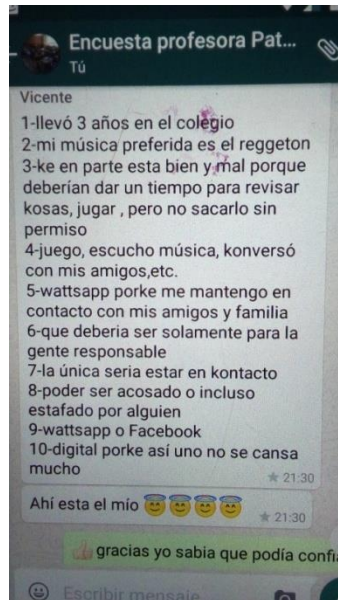 Encuesta profesora Pat...
Tú
Vicente
1-llevó 3 años en el colegio
2-mi música preferida es el reggeton
3-ke en parte esta bien y mal porque
deberían dar un tiempo para revisar
kosas, jugar , pero no sacarlo sin
permiso
4-juego, escucho música, konversó
con mis amigos,etc.
5-wattsapp porke me mantengo en
contacto con mis amigos y familia
6-que deberia ser solamente para la
gente responsable
7-la única seria estar en kontacto
8-poder ser acosado o incluso
estafado por alguien
9-wattsapp o Facebook
10-digital porke así uno no se cansa
mucho
★ 21:30
Ahí esta el mío 😇😇😇😇
★ 21:30
👍🏻 gracias yo sabia que podía confi
Escribir mensaje